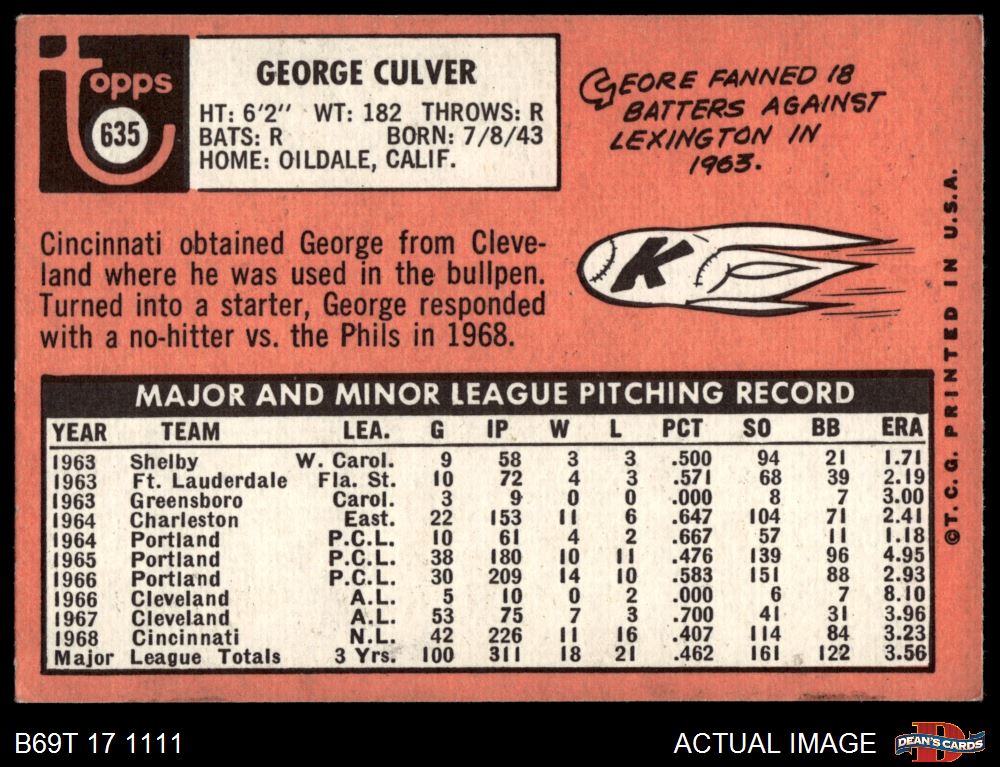 Topps
635
GEORGE CULVER
HT: 6'2" WT: 182 THROWS: R
BATS: R BORN: 7/8/43
HOME: OILDALE, CALIF.
GEORE FANNED 18
BATTERS AGAINST
LEXINGTON IN
1963.
Cincinnati obtained George from Cleve-
land where he was used in the bullpen.
Turned into a starter, George responded
with a no-hitter vs. the Phils in 1968.
K
©T. C. G. PRINTED IN U.S.A.
MAJOR AND MINOR LEAGUE PITCHING RECORD
YEAR TEAM LEA. G IP W L PCT SO BB ERA
1963 Shelby W. Carol. 9 58 3 3 .500 94 21 1.71
1963 Ft. Lauderdale Fla. St. 10 72 4 3 .571 68 39 2.19
1963 Greensboro Carol. 3 9 0 0 .000 8 7 3.00
1964 Charleston East. 22 153 11 6 .647 104 71 2.41
1964 Portland P.C.L. 10 61 4 2 .667 57 11 1.18
1965 Portland P.C.L. 38 180 10 11 .476 139 96 4.95
1966 Portland P.C.L. 30 209 14 10 .583 151 88 2.93
1966 Cleveland A.L. 5 10 0 2 .000 6 7 8.10
1967 Cleveland A.L. 53 75 7 3 .700 41 31 3.96
1968 Cincinnati N.L. 42 226 11 16 .407 114 84 3.23
Major League Totals 3 Yrs. 100 311 18 21 .462 161 122 3.56
B69T 17 1111
ACTUAL IMAGE
D
DEAN'S CARDS